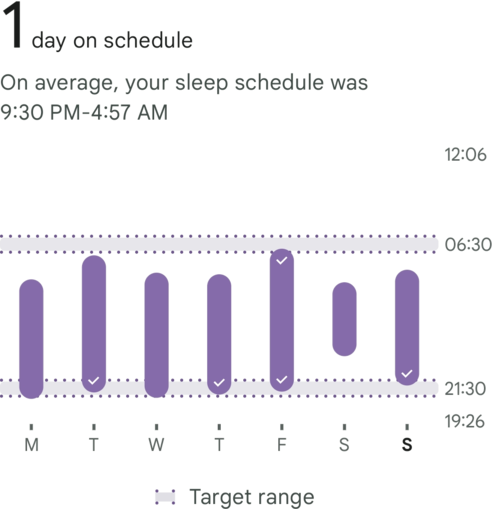 1 day on schedule
On average, your sleep schedule was
9:30 PM-4:57 AM
12:06
06:30
21:30
19:26
M T W T F S S
Target range